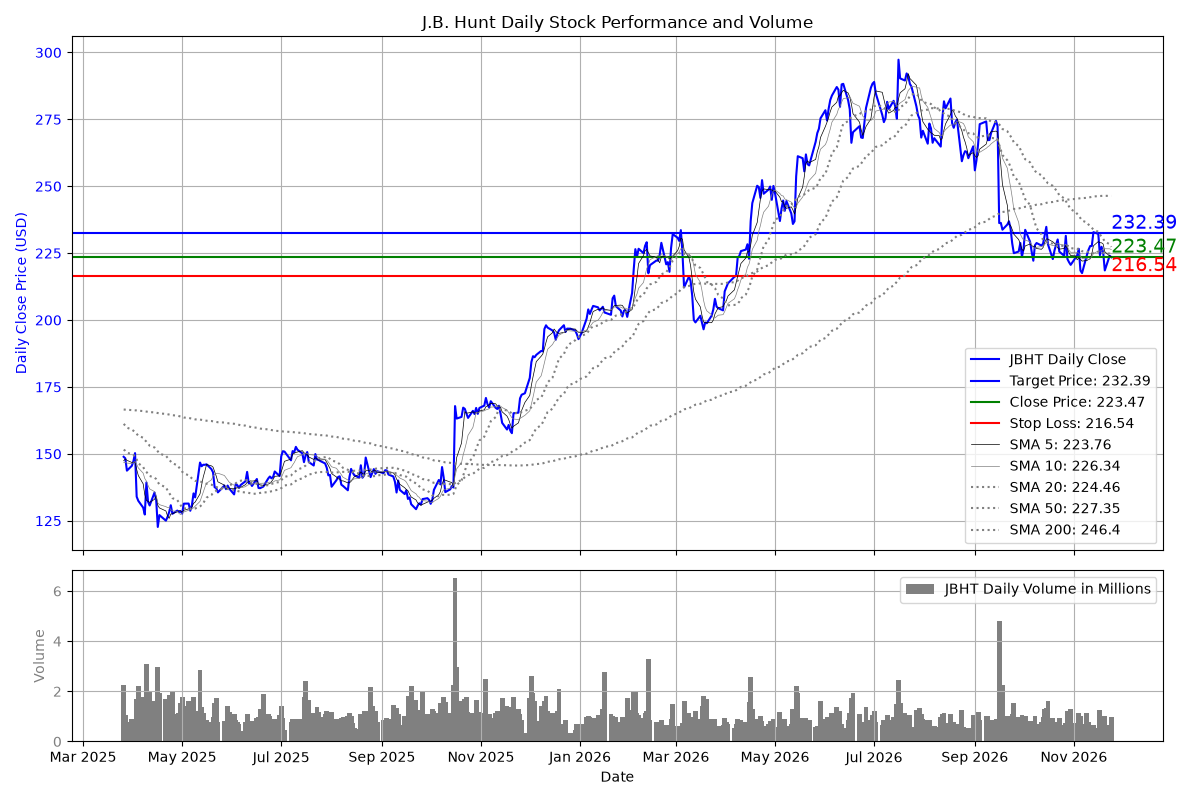 J.B. Hunt Daily Stock Performance and Volume
Daily Close Price (USD)
300
275
250
225
200
175
150
125
232.39
223.47
216.54
JBHT Daily Close
Target Price: 232.39
Close Price: 223.47
Stop Loss: 216.54
SMA 5: 223.76
SMA 10: 226.34
SMA 20: 224.46
SMA 50: 227.35
SMA 200: 246.4
Volume
6
4
2
0
JBHT Daily Volume in Millions
Mar 2025 May 2025 Jul 2025 Sep 2025 Nov 2025 Jan 2026 Mar 2026 May 2026 Jul 2026 Sep 2026 Nov 2026
Date